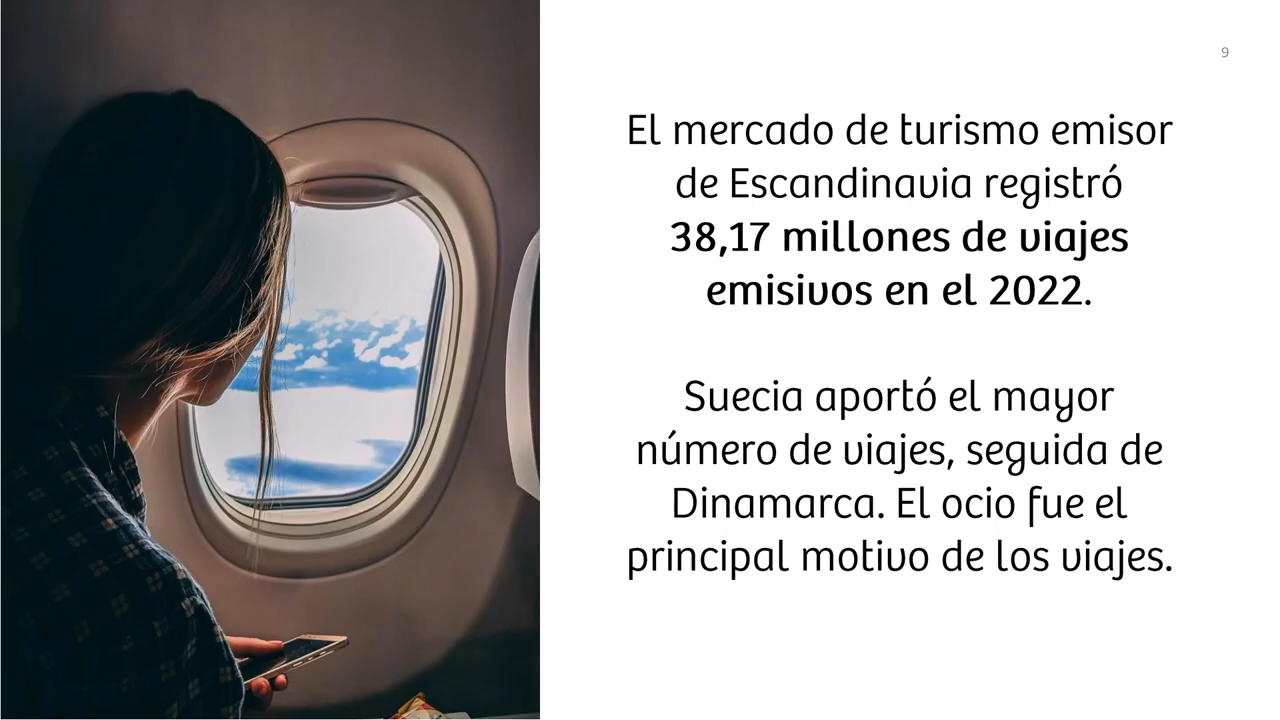 9
El mercado de turismo emisor
de Escandinavia registró
38,17 millones de viajes
emisivos en el 2022.
Suecia aportó el mayor
número de viajes, seguida de
Dinamarca. El ocio fue el
principal motivo de los viajes.